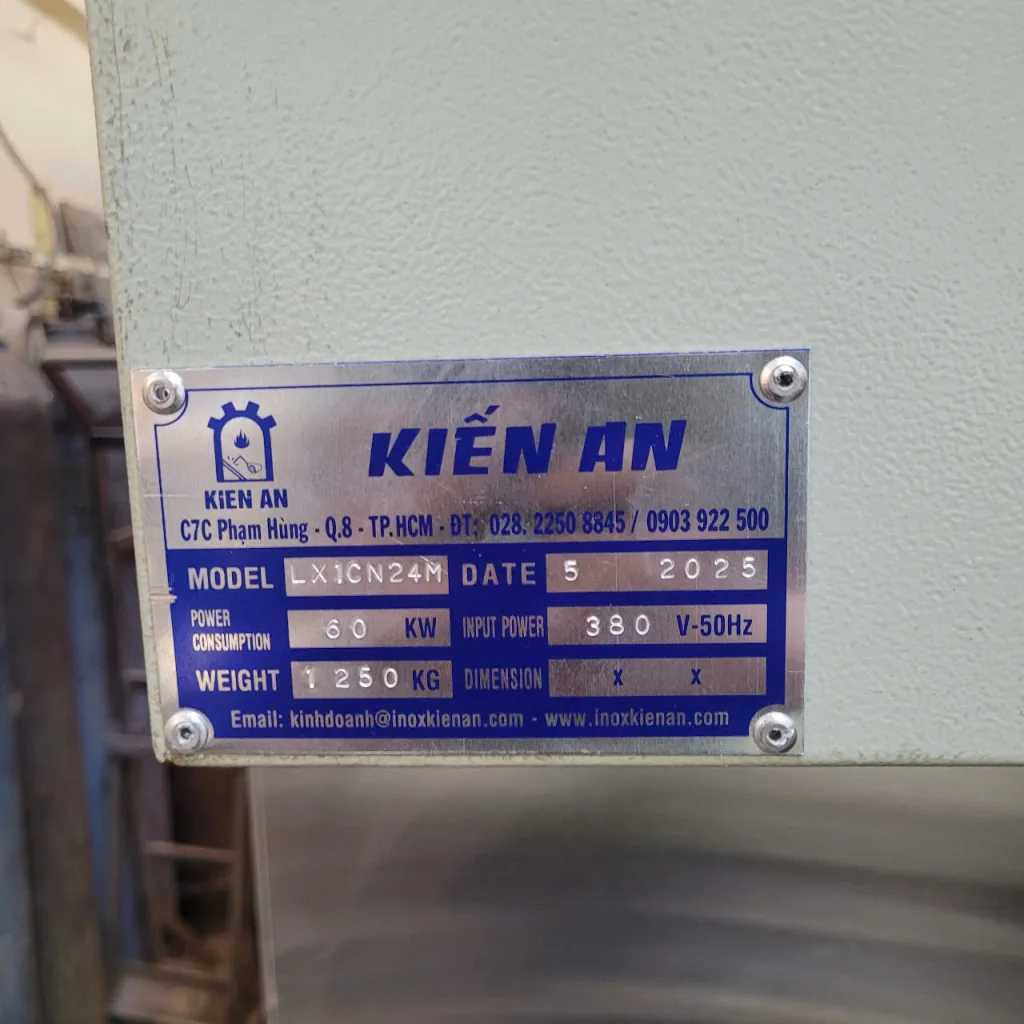 KIẾN AN
KIẾN AN
C7C Phạm Hùng - Q.8 - TP.HCM - ĐT: 028. 2250 8845 / 0903 922 500
MODEL LX1CN24M DATE 5 2025
POWER CONSUMPTION 60 KW INPUT POWER 380 V-50Hz
WEIGHT 1250 KG DIMENSION x x
Email: kinhdoanh@inoxkienan.com - www.inoxkienan.com